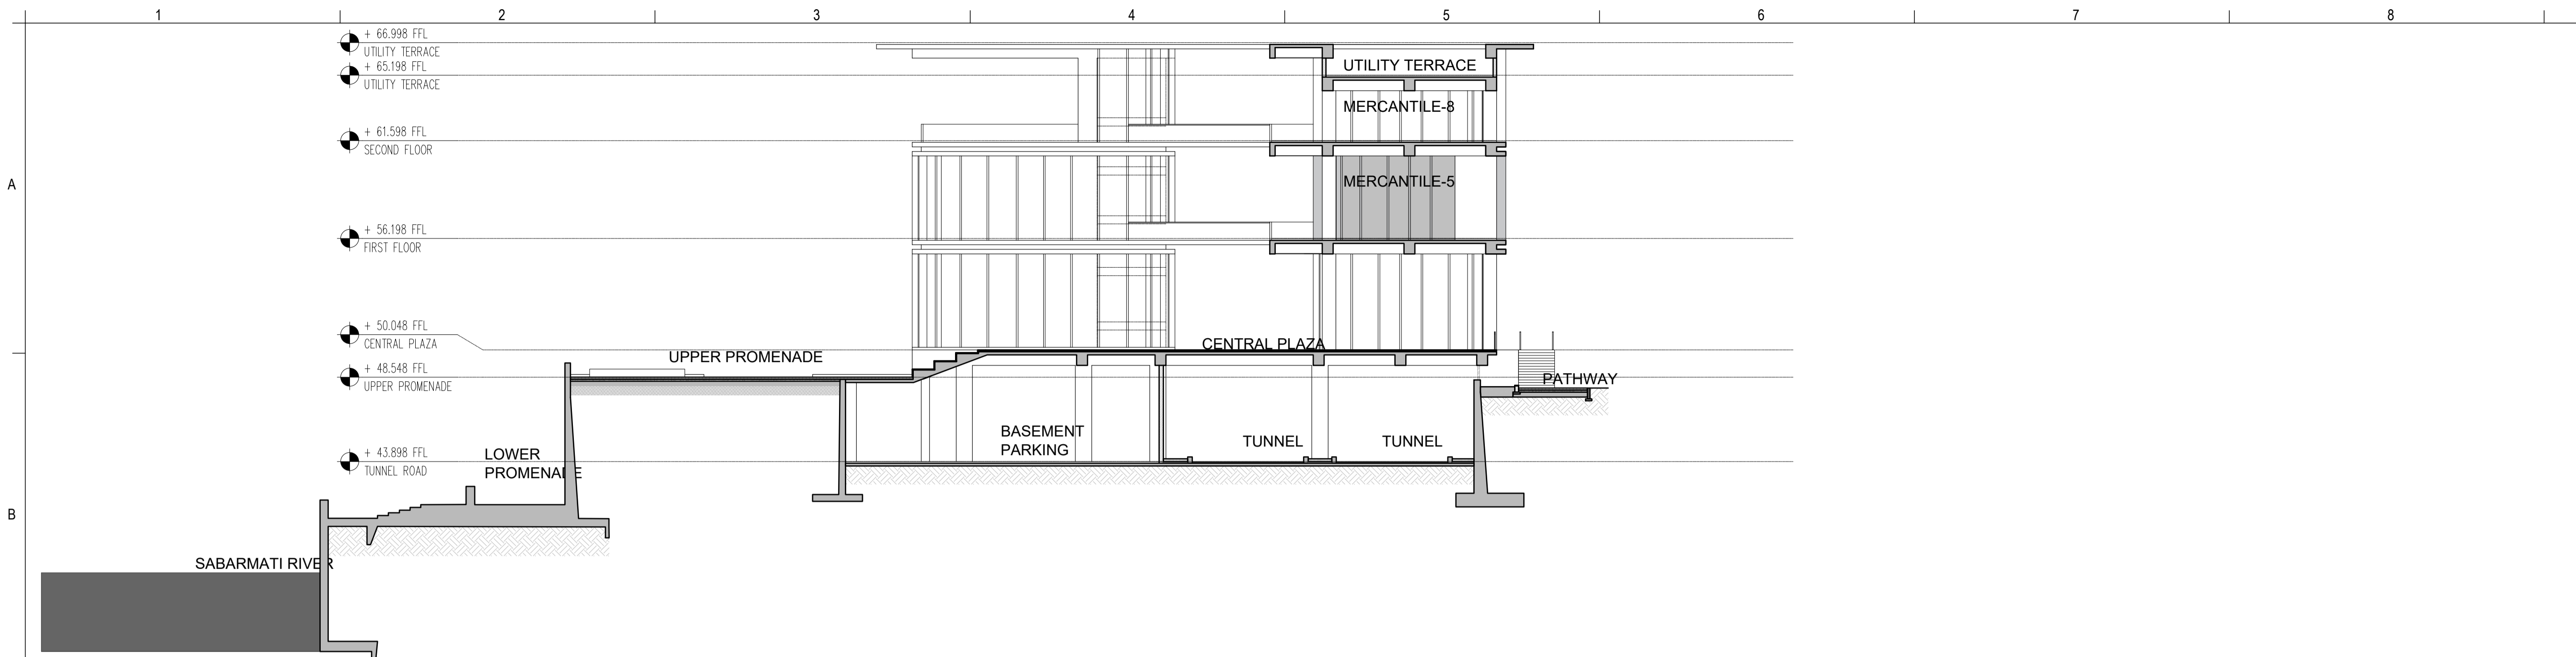 1 2 3 4 5 6 7 8
+ 66.998 FFL
UTILITY TERRACE
+ 65.198 FFL
UTILITY TERRACE
UTILITY TERRACE
MERCANTILE-8
+ 61.598 FFL
SECOND FLOOR
A
MERCANTILE-5
+ 56.198 FFL
FIRST FLOOR
+ 50.048 FFL
CENTRAL PLAZA
CENTRAL PLAZA
UPPER PROMENADE
+ 48.548 FFL
UPPER PROMENADE
PATHWAY
BASEMENT
PARKING
TUNNEL
TUNNEL
+ 43.898 FFL
TUNNEL ROAD
LOWER
PROMENADE
B
SABARMATI RIVER